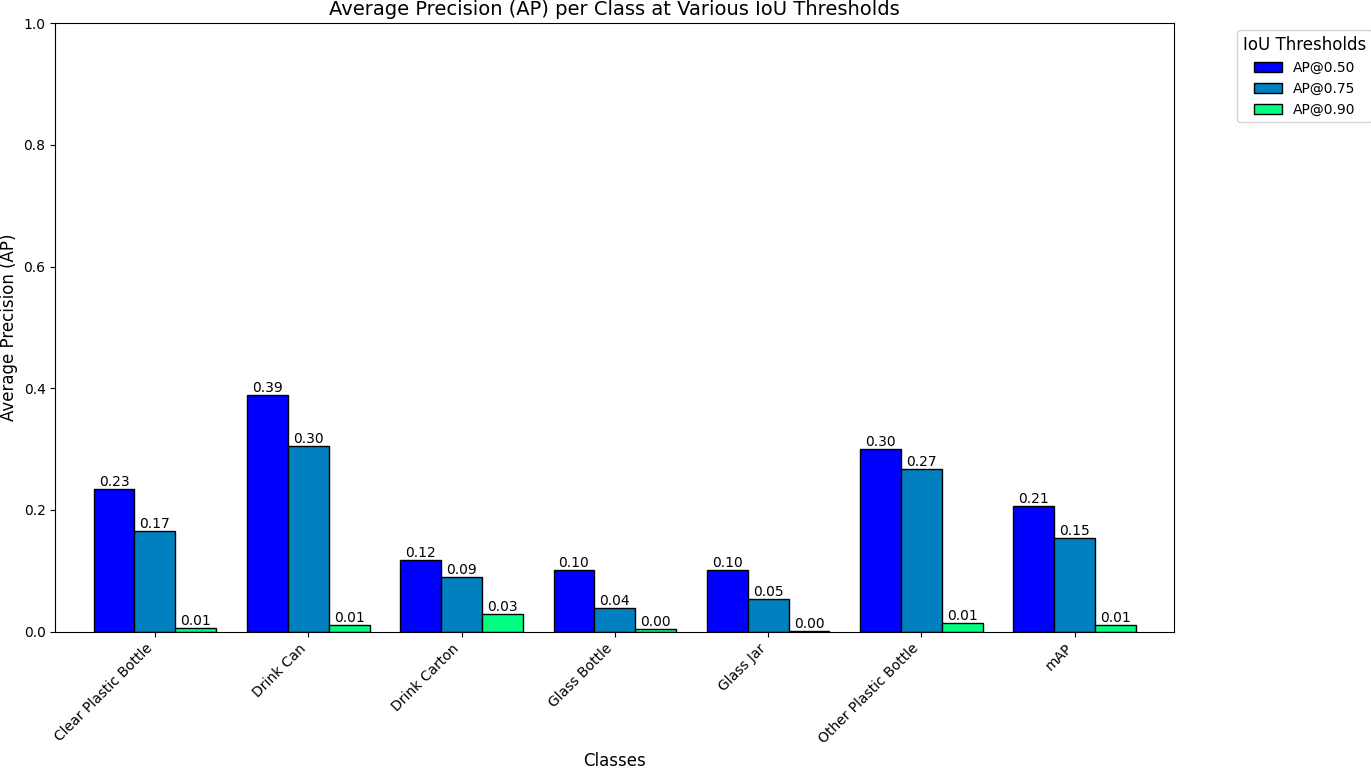 Average Precision (AP) per Class at Various IoU Thresholds
IoU Thresholds
AP@0.50
AP@0.75
AP@0.90
Average Precision (AP)
1.0
0.8
0.6
0.4
0.2
0.0
0.23
0.17
0.01
0.39
0.30
0.01
0.12
0.09
0.03
0.10
0.04
0.00
0.10
0.05
0.00
0.30
0.27
0.01
0.21
0.15
0.01
Clear Plastic Bottle
Drink Can
Drink Carton
Glass Bottle
Glass Jar
Other Plastic Bottle
mAP
Classes